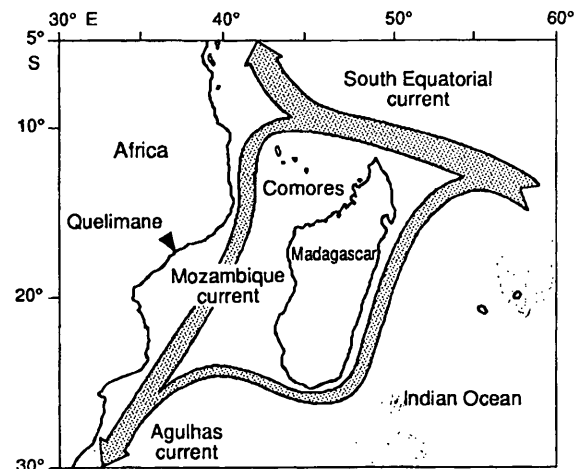 30° E
40°
50°
60°
5°
S
South Equatorial
current
10°
Africa
Comores
Quelimane
Madagascar
Mozambique
current
20°
Indian Ocean
Agulhas
current
30°